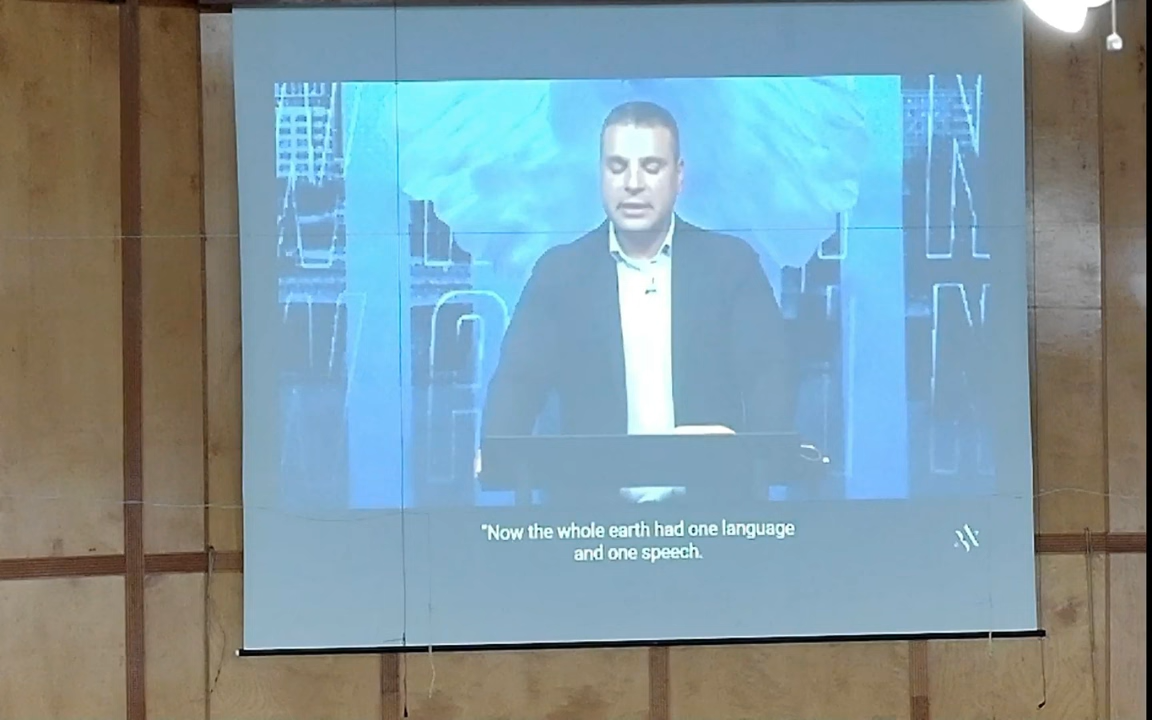 "Now the whole earth had one language
and one speech.